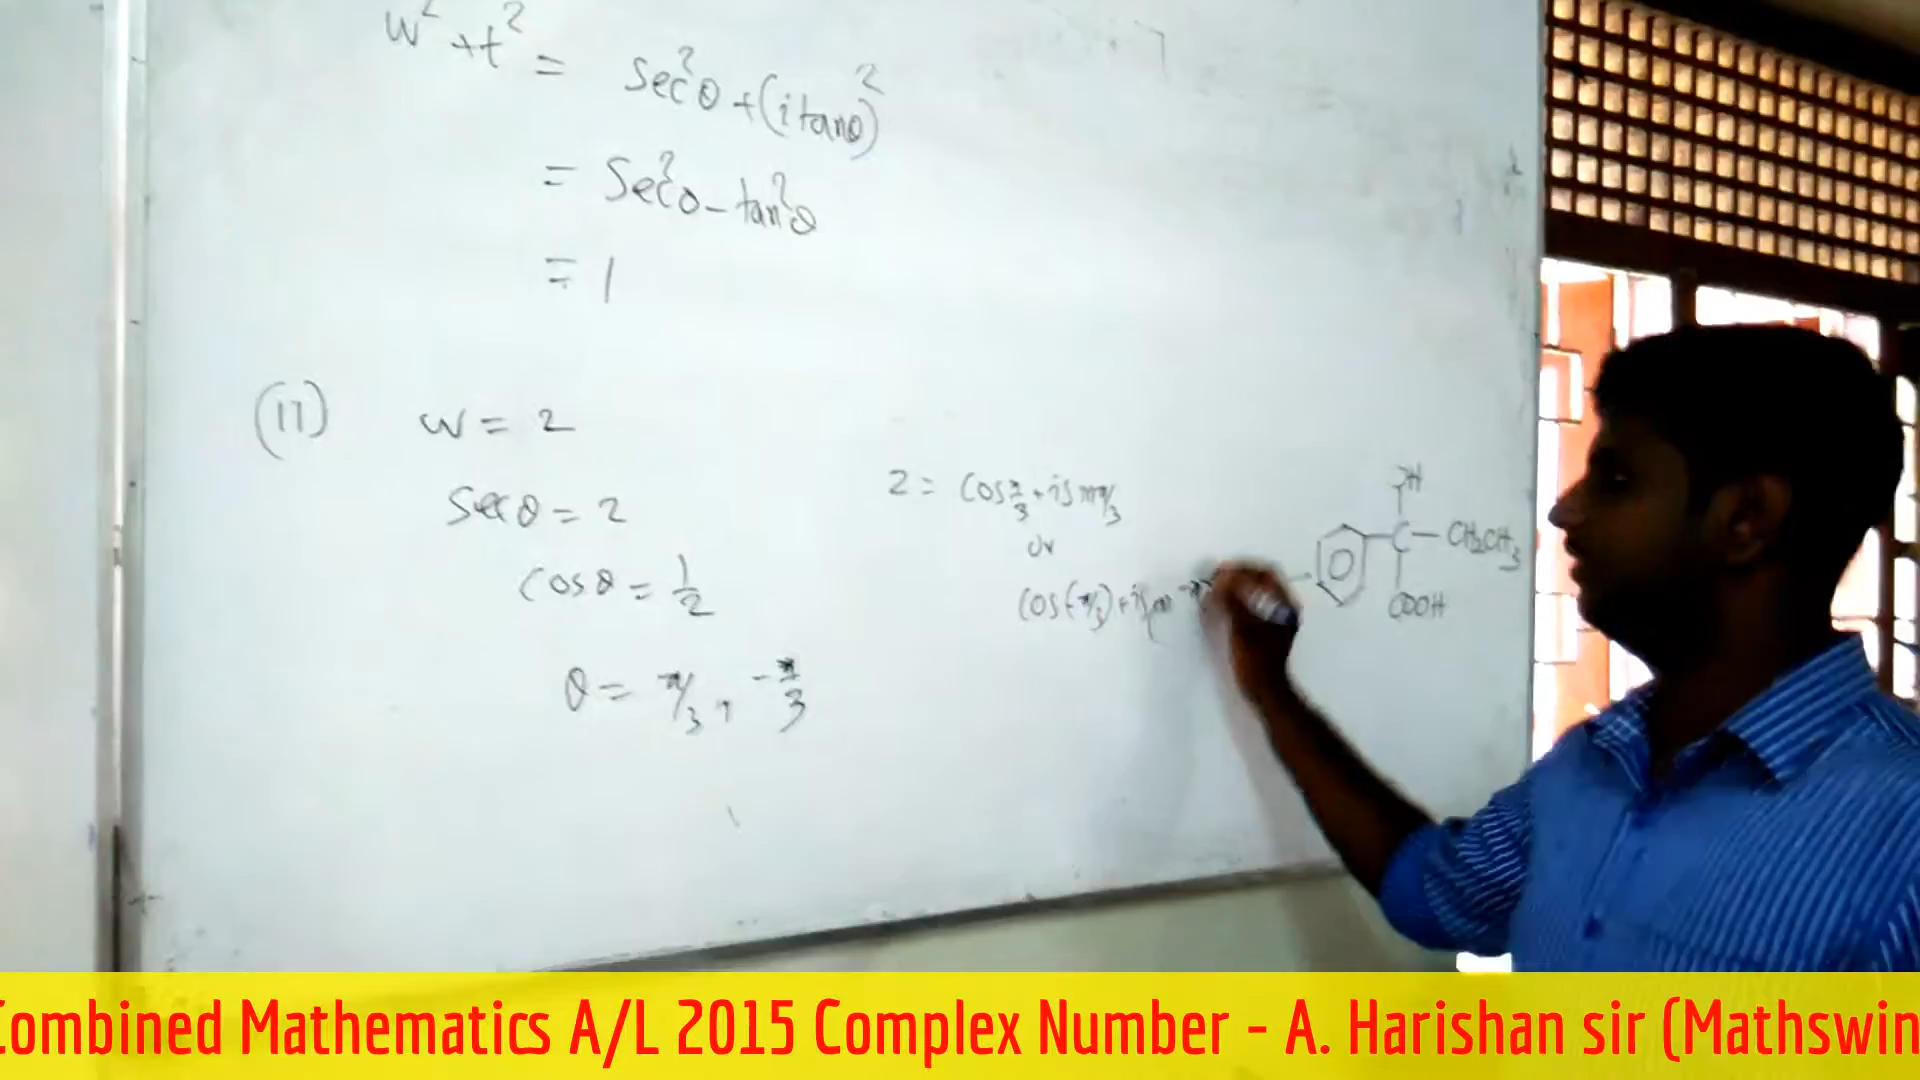 w² + t² = sec²θ + (i tanθ)²
= sec²θ - tan²θ
= 1
(ii) w = 2
secθ = 2
cosθ = 1/2
θ = π/3 , -π/3
z = cos π/3 + i sin π/3
or
cos(-π/3) + i sin -π
H
C - CH₂CH₃
COOH
Combined Mathematics A/L 2015 Complex Number - A. Harishan sir (Mathswin